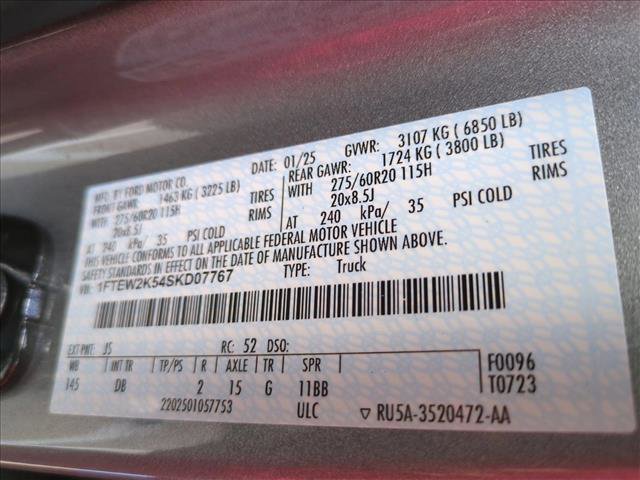 MFD. BY FORD MOTOR CO.
DATE: 01/25 GVWR: 3107 KG ( 6850 LB)
FRONT GAWR: 1463 KG ( 3225 LB) REAR GAWR: 1724 KG ( 3800 LB)
WITH 275/60R20 115H TIRES WITH 275/60R20 115H TIRES
20x8.5J RIMS 20x8.5J RIMS
AT 240 kPa/ 35 PSI COLD AT 240 kPa/ 35 PSI COLD
THIS VEHICLE CONFORMS TO ALL APPLICABLE FEDERAL MOTOR VEHICLE
SAFETY STANDARDS IN EFFECT ON THE DATE OF MANUFACTURE SHOWN ABOVE.
VIN: 1FTEW2K54SKD07767 TYPE: Truck
EXT PNT: JS RC: 52 DSO:
WB INT TR TP/PS R AXLE TR SPR F0096
145 DB 2 15 G 11BB T0723
2202501057753 ULC ▽ RU5A-3520472-AA